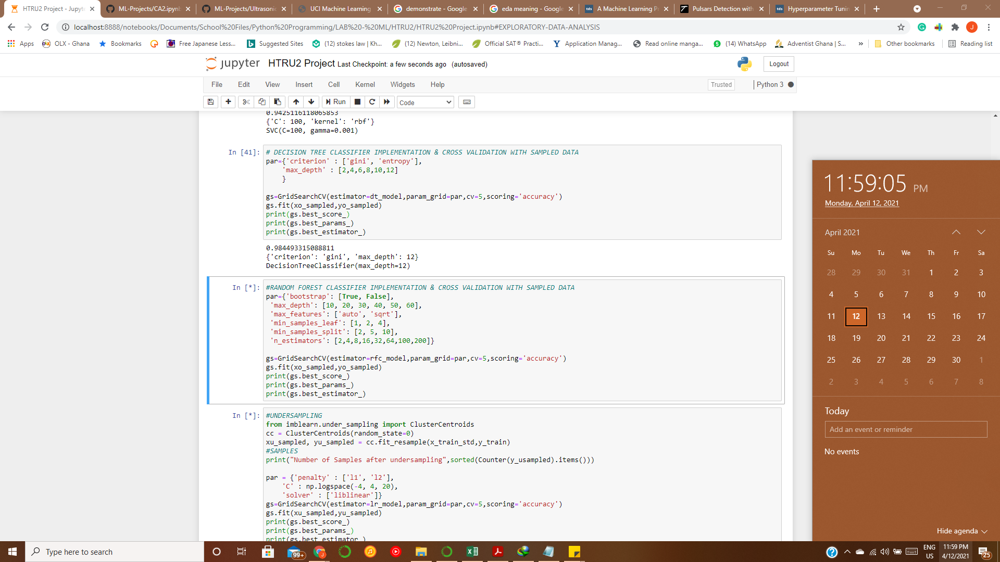 HTRU2 Project - Jupyte
ML-Projects/CA2.ipynb
ML-Projects/Ultrasonic
UCI Machine Learning
demonstrate - Google
eda meaning - Google
tds A Machine Learning Pr
Pulsars Detection with
tds Hyperparameter Tunin
localhost:8888/notebooks/Documents/School%20Files/Python%20Programming/LAB%20-%20ML/HTRU2/HTRU2%20Project.ipynb#EXPLORATORY-DATA-ANALYSIS
J
Apps
OLX - Ghana
Bookmarks
Free Japanese Less...
Suggested Sites
(12) stokes law | Kh...
(12) Newton, Leibni...
Official SAT® Practi...
Application Manag...
Read online manga...
(14) WhatsApp
Adventist Ghana | S...
»
Other bookmarks
Reading list
jupyter HTRU2 Project Last Checkpoint: a few seconds ago (autosaved)
Logout
File Edit View Insert Cell Kernel Widgets Help
Trusted
Python 3
Run
Code
0.9425116118065853
{'C': 100, 'kernel': 'rbf'}
SVC(C=100, gamma=0.001)
In [41]:
# DECISION TREE CLASSIFIER IMPLEMENTATION & CROSS VALIDATION WITH SAMPLED DATA
par={'criterion' : ['gini', 'entropy'],
'max_depth' : [2,4,6,8,10,12]
}
gs=GridSearchCV(estimator=dt_model,param_grid=par,cv=5,scoring='accuracy')
gs.fit(xo_sampled,yo_sampled)
print(gs.best_score_)
print(gs.best_params_)
print(gs.best_estimator_)
0.984493315088811
{'criterion': 'gini', 'max_depth': 12}
DecisionTreeClassifier(max_depth=12)
In [*]:
#RANDOM FOREST CLASSIFIER IMPLEMENTATION & CROSS VALIDATION WITH SAMPLED DATA
par={'bootstrap': [True, False],
'max_depth': [10, 20, 30, 40, 50, 60],
'max_features': ['auto', 'sqrt'],
'min_samples_leaf': [1, 2, 4],
'min_samples_split': [2, 5, 10],
'n_estimators': [2,4,8,16,32,64,100,200]}
gs=GridSearchCV(estimator=rfc_model,param_grid=par,cv=5,scoring='accuracy')
gs.fit(xo_sampled,yo_sampled)
print(gs.best_score_)
print(gs.best_params_)
print(gs.best_estimator_)
In [*]:
#UNDERSAMPLING
from imblearn.under_sampling import ClusterCentroids
cc = ClusterCentroids(random_state=0)
xu_sampled, yu_sampled = cc.fit_resample(x_train_std,y_train)
#SAMPLES
print("Number of Samples after undersampling",sorted(Counter(y_usampled).items()))
par = {'penalty' : ['l1', 'l2'],
'C' : np.logspace(-4, 4, 20),
'solver' : ['liblinear']}
gs=GridSearchCV(estimator=lr_model,param_grid=par,cv=5,scoring='accuracy')
gs.fit(xu_sampled,yu_sampled)
print(gs.best_score_)
print(gs.best_params_)
print(gs.best_estimator_)
11:59:05 PM
Monday, April 12, 2021
April 2021
Su Mo Tu We Th Fr Sa
28 29 30 31 1 2 3
4 5 6 7 8 9 10
11 12 13 14 15 16 17
18 19 20 21 22 23 24
25 26 27 28 29 30 1
2 3 4 5 6 7 8
Today
Add an event or reminder
No events
Hide agenda
Type here to search
99+
J
ENG
US
11:59 PM
4/12/2021
25